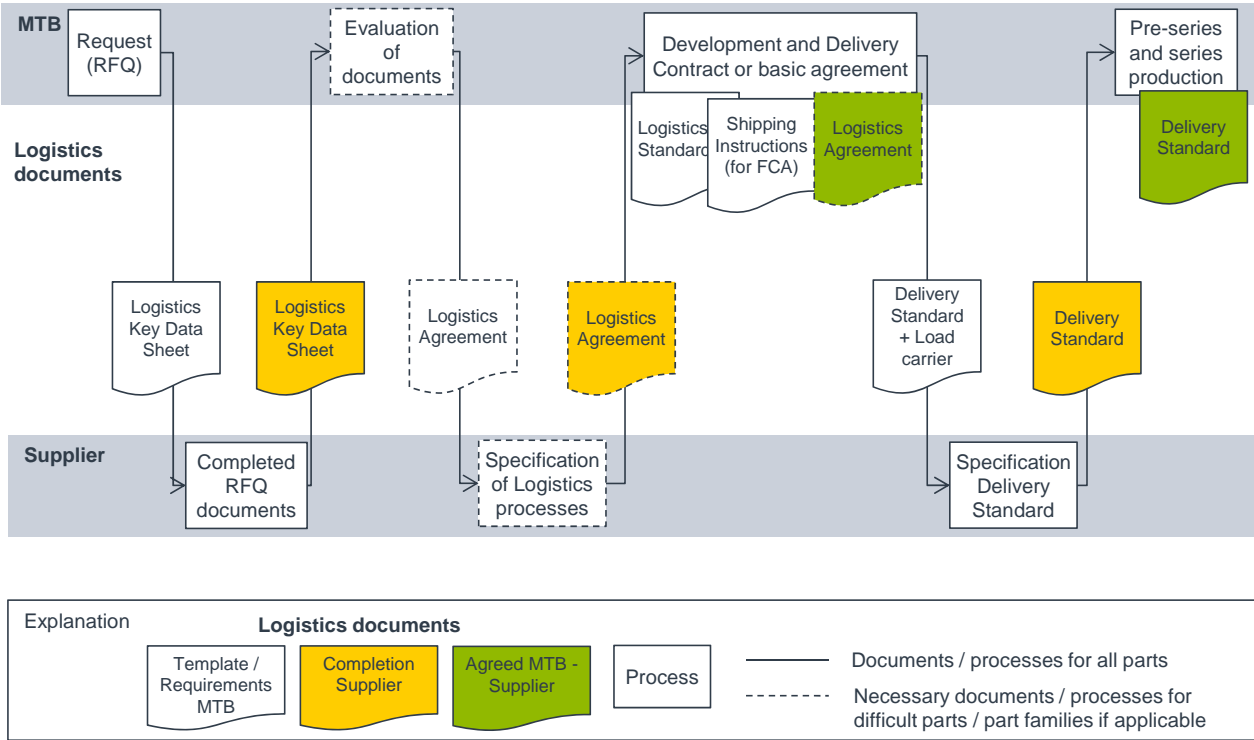 MTB
Request
(RFQ)
Evaluation
of
documents
Development and Delivery
Contract or basic agreement
Pre-series
and series
production
Logistics
Standard
Shipping
Instructions
(for FCA)
Logistics
Agreement
Delivery
Standard
Logistics
documents
Logistics
Key Data
Sheet
Logistics
Key Data
Sheet
Logistics
Agreement
Logistics
Agreement
Delivery
Standard
+ Load
carrier
Delivery
Standard
Supplier
Completed
RFQ
documents
Specification
of Logistics
processes
Specification
Delivery
Standard
Explanation
Logistics documents
Template /
Requirements
MTB
Completion
Supplier
Agreed MTB -
Supplier
Process
Documents / processes for all parts
Necessary documents / processes for
difficult parts / part families if applicable